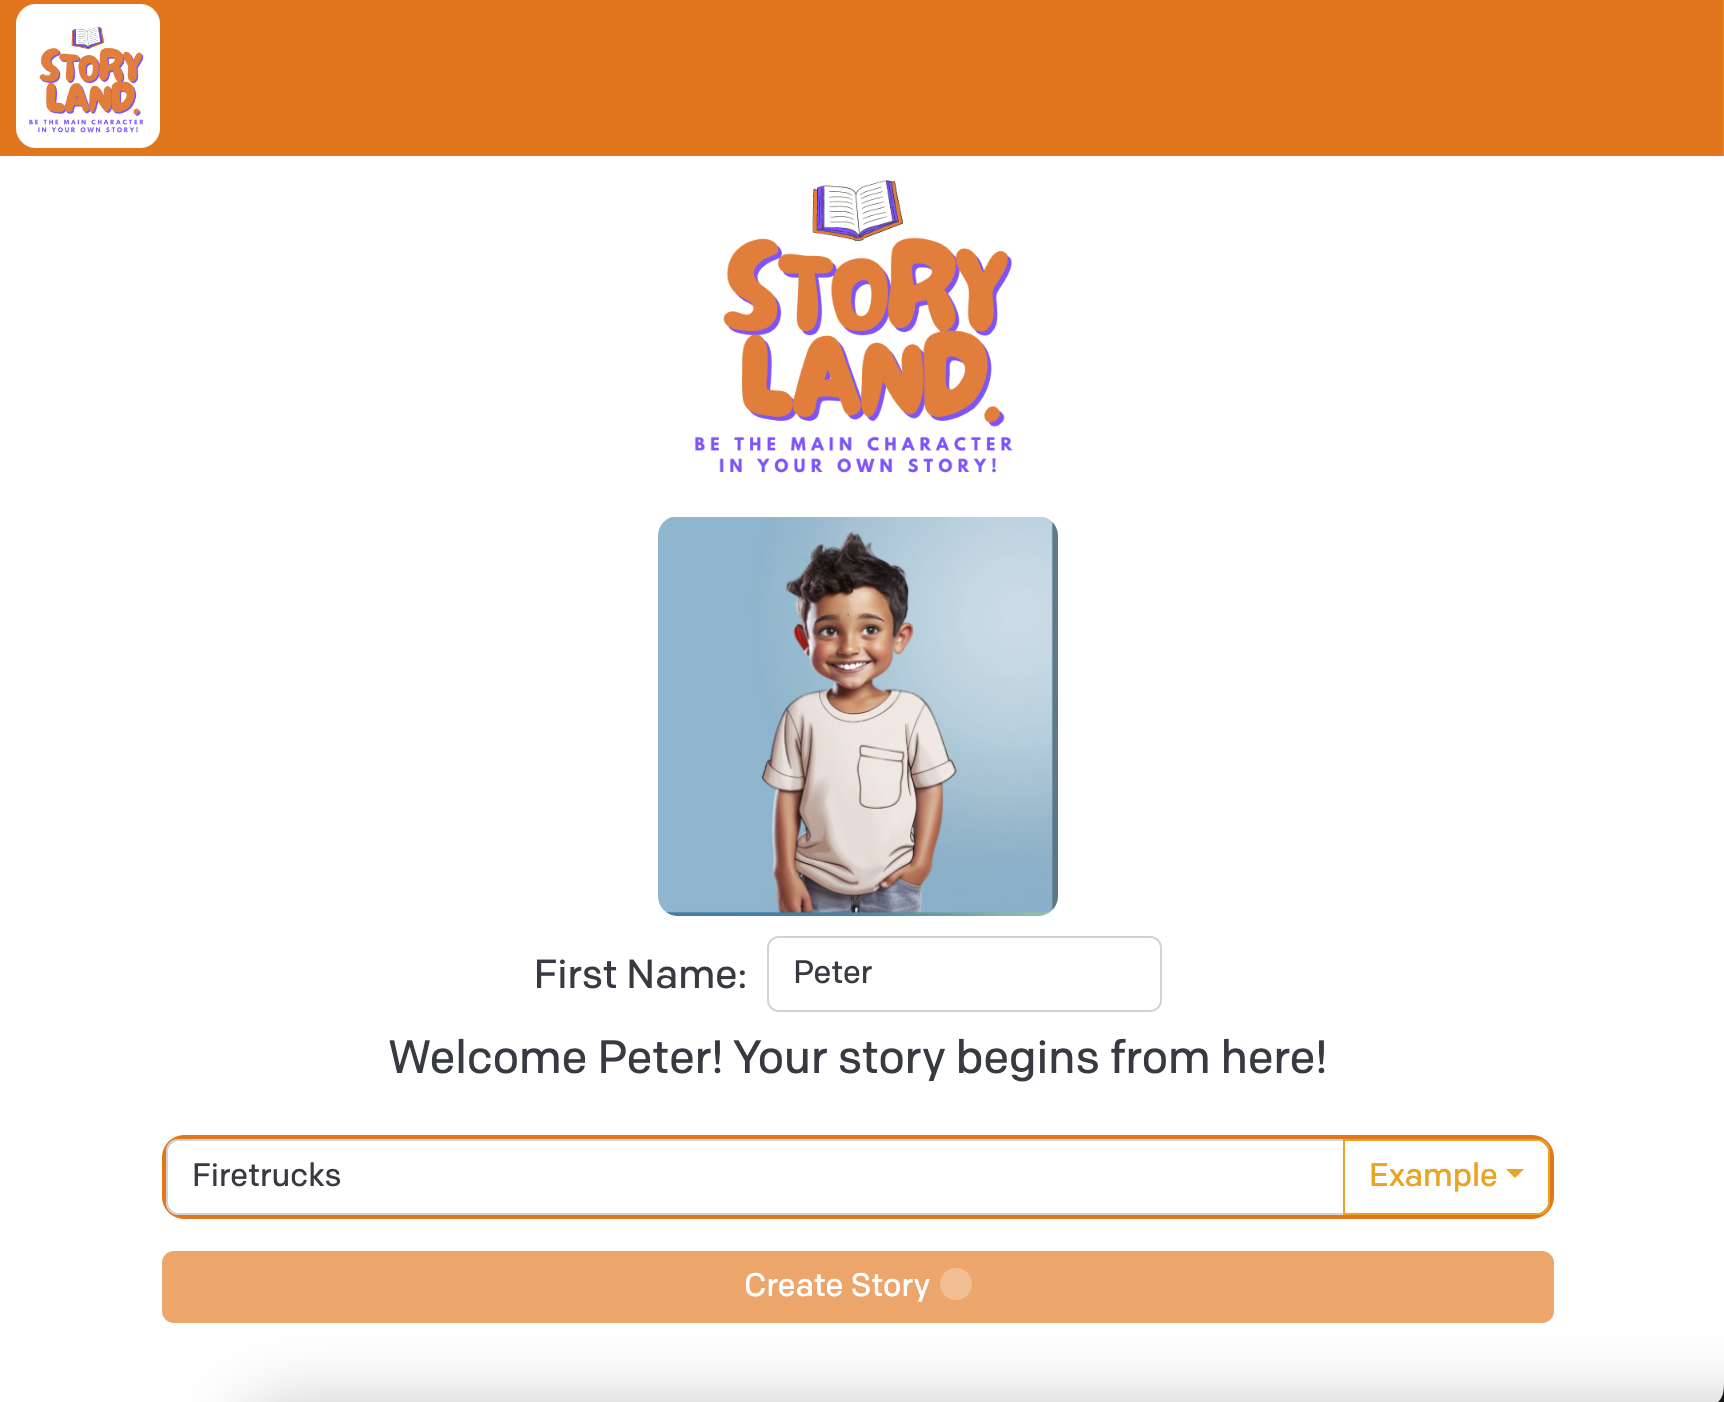 STORY
LAND.
BE THE MAIN CHARACTER
IN YOUR OWN STORY!
STORY
LAND.
BE THE MAIN CHARACTER
IN YOUR OWN STORY!
First Name: Peter
Welcome Peter! Your story begins from here!
Firetrucks Example
Create Story